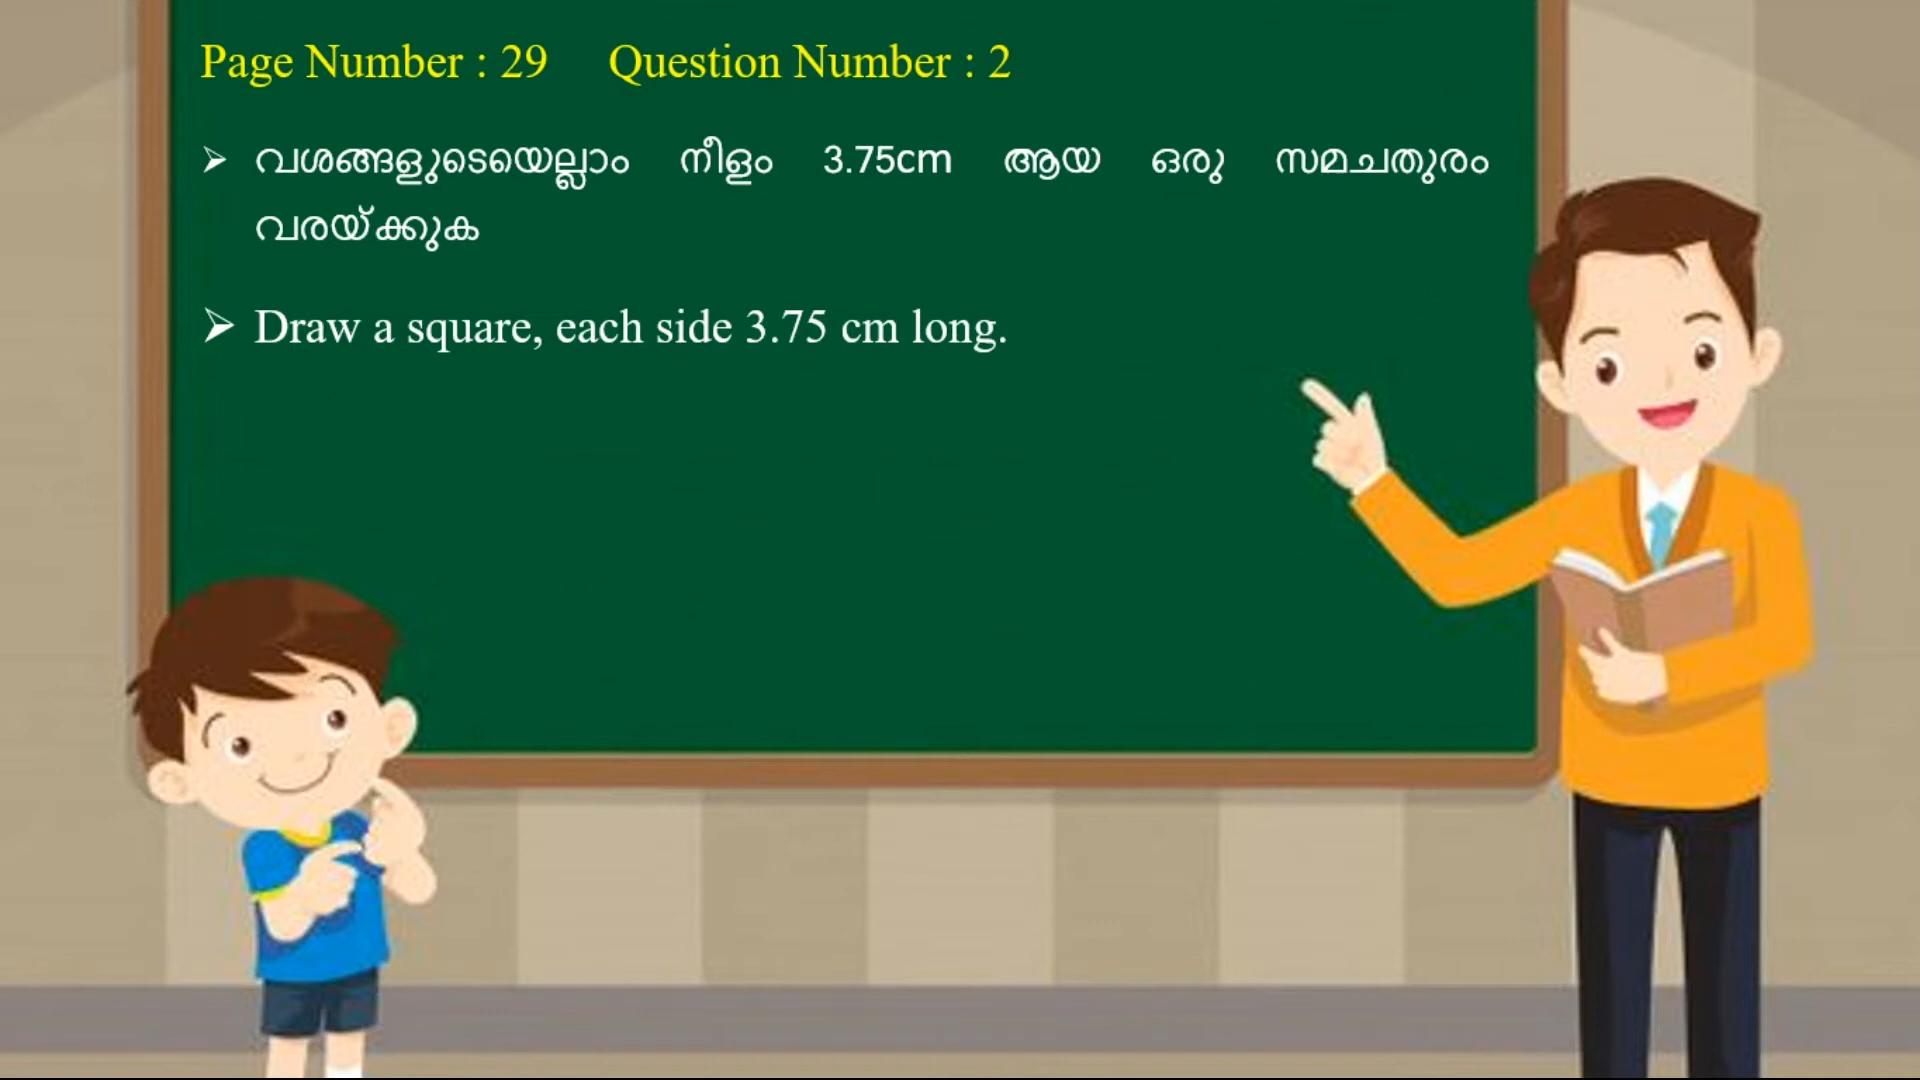 Page Number : 29 Question Number : 2
➢ വശങ്ങളുടെയെല്ലാം നീളം 3.75cm ആയ ഒരു സമചതുരം
വരയ്ക്കുക
➢ Draw a square, each side 3.75 cm long.